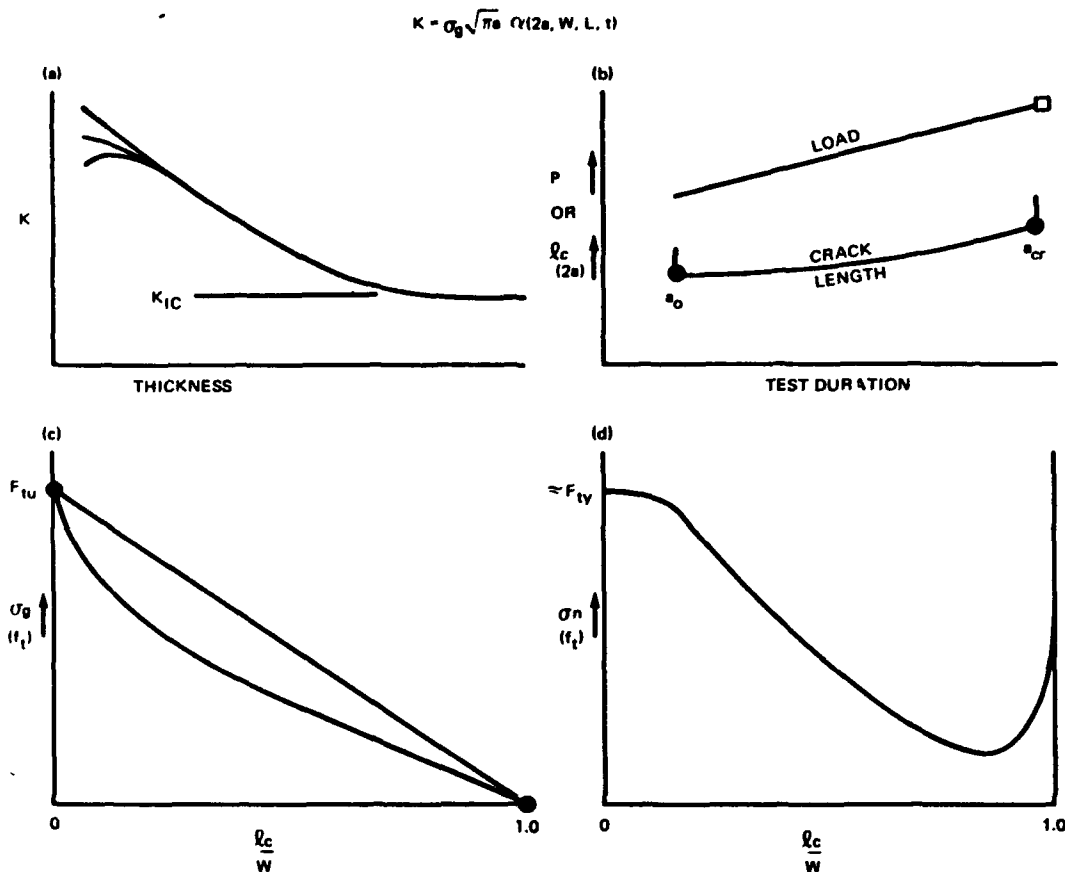 K = σg√πa α(2a, W, L, t)
(a)
K
KIC
THICKNESS
(b)
P
OR
ℓc
(2a)
LOAD
CRACK
LENGTH
ao
acr
TEST DURATION
(c)
Ftu
σg
(ft)
0
1.0
ℓc
W
(d)
≈Fty
σn
(ft)
0
1.0
ℓc
W